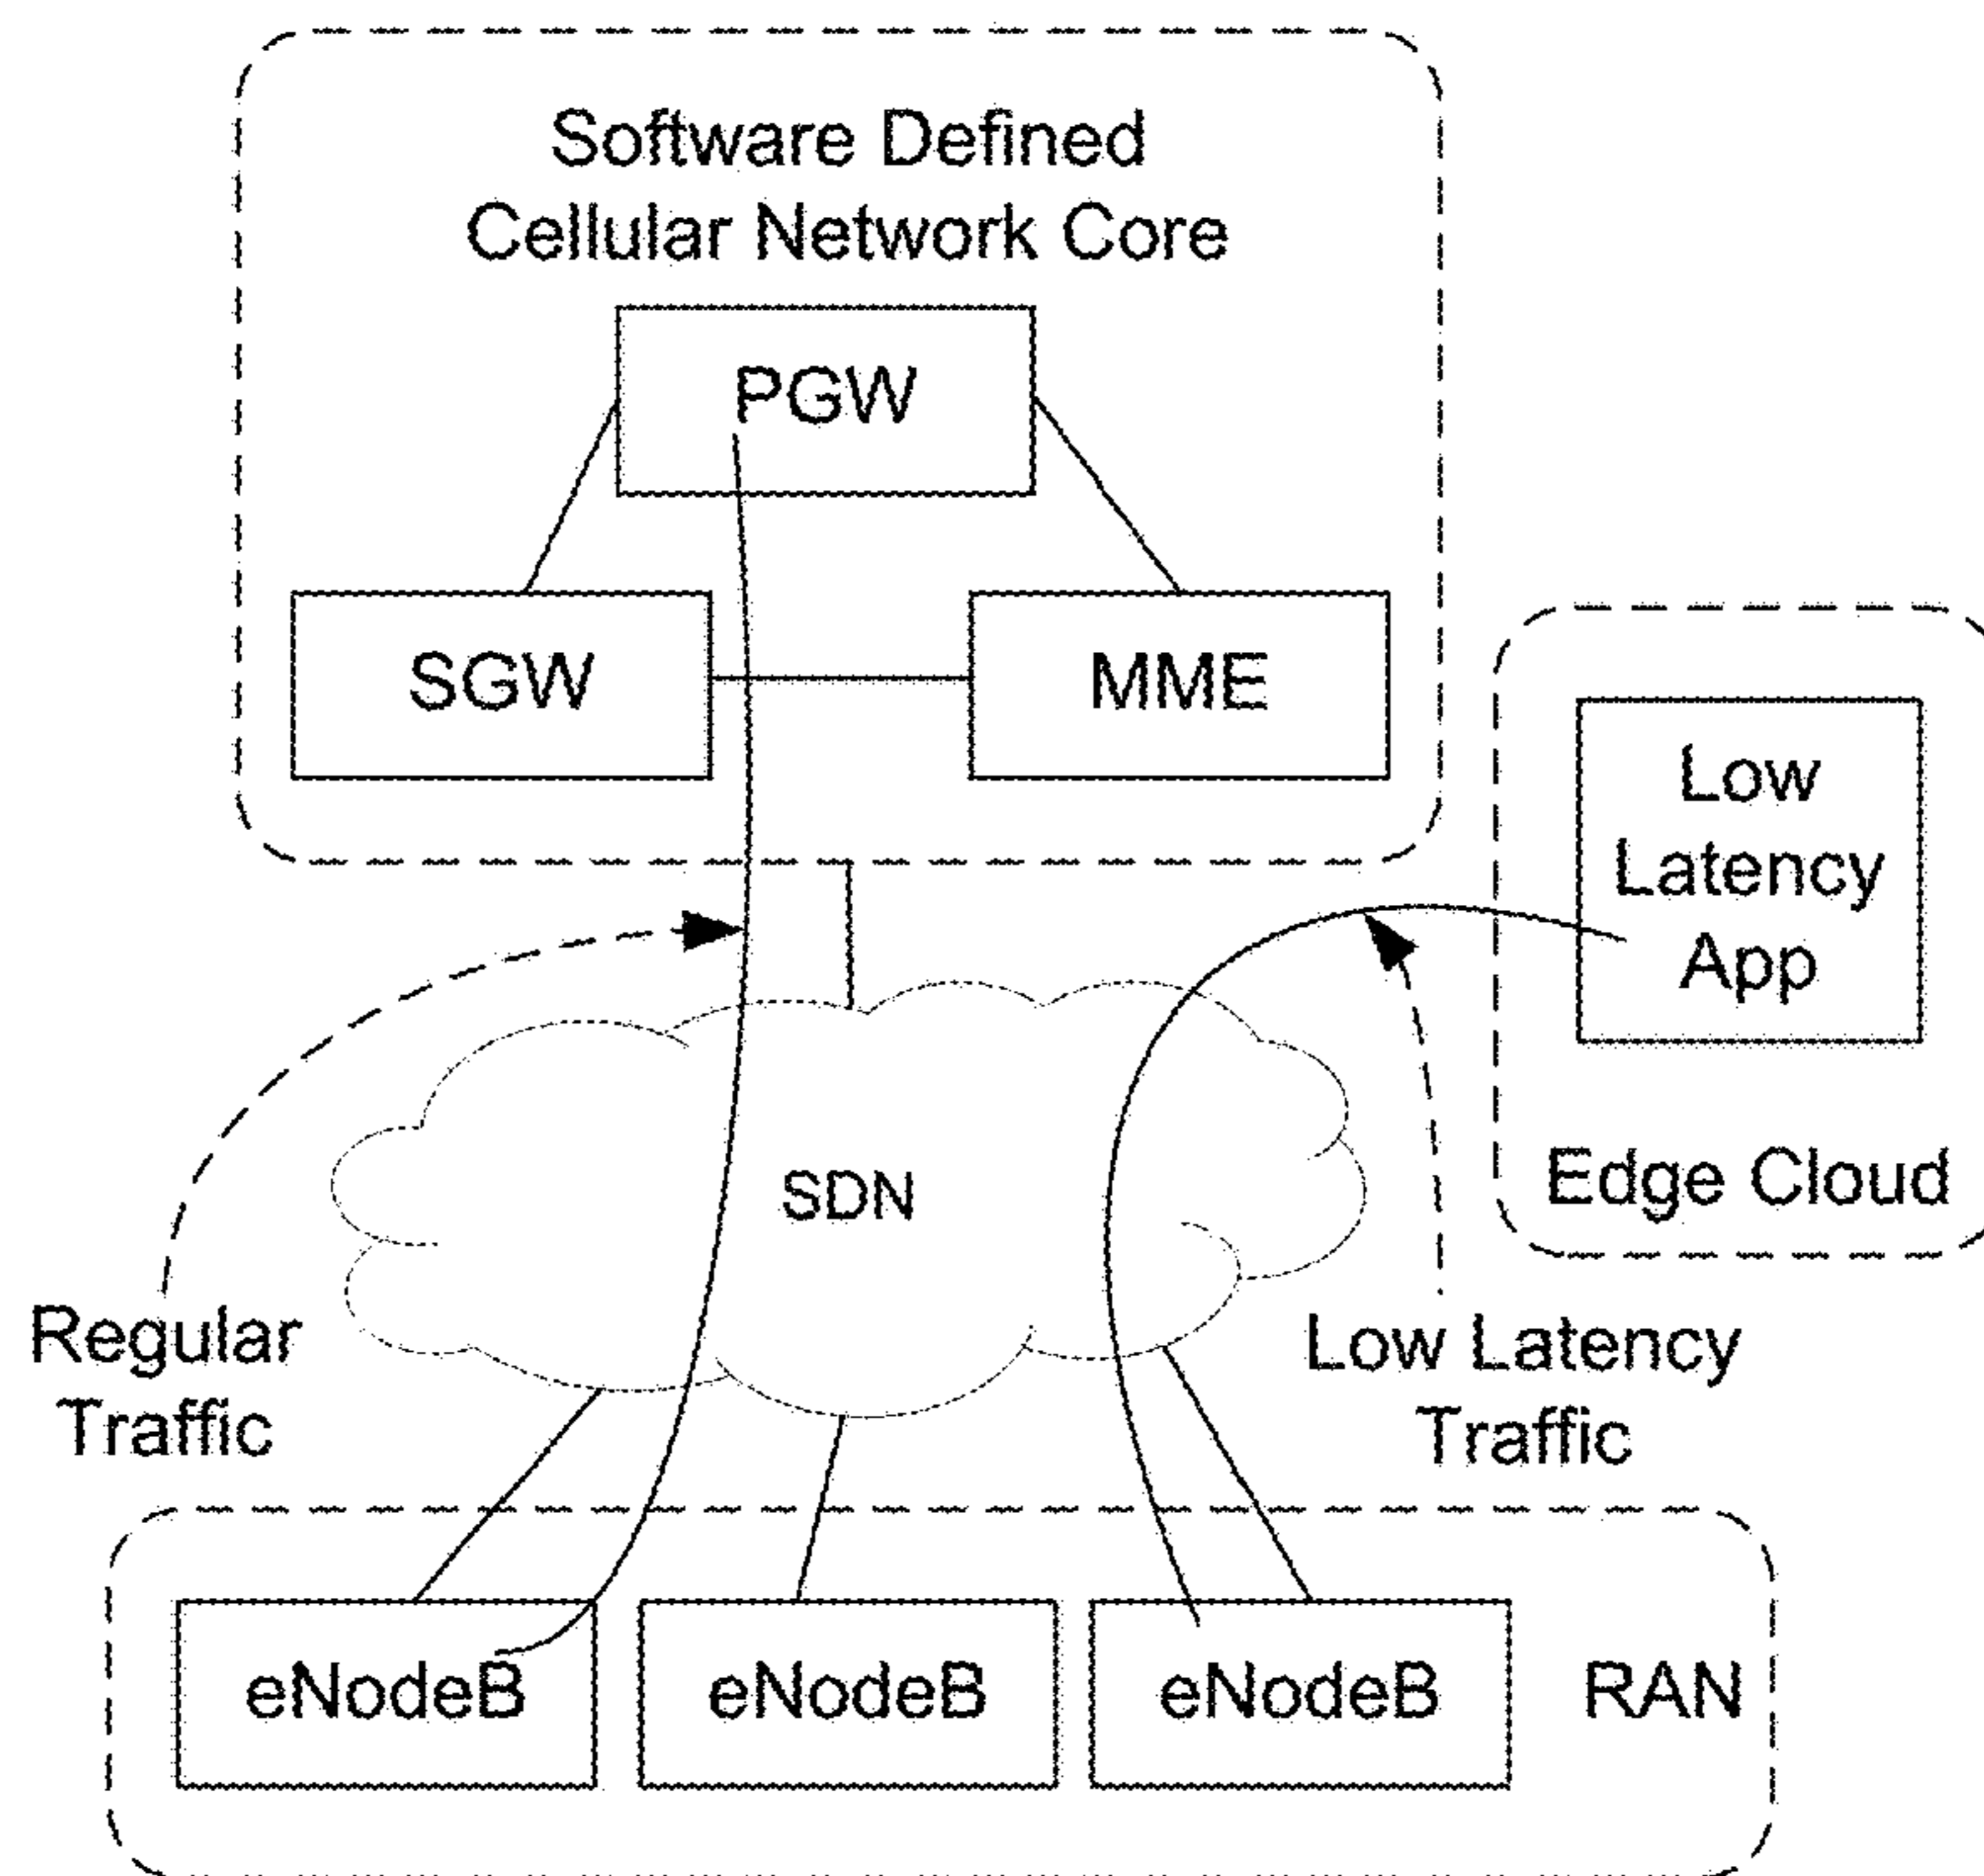 Software Defined
Cellular Network Core
PGW
SGW
MME
Low
Latency
App
Edge Cloud
SDN
Regular
Traffic
Low Latency
Traffic
eNodeB
eNodeB
eNodeB
RAN